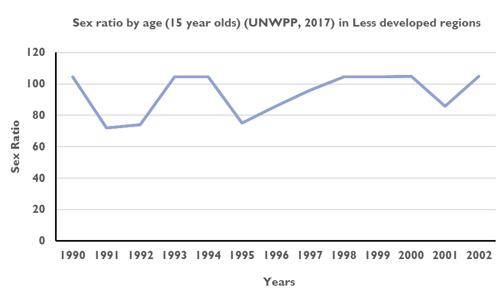 Sex ratio by age (15 year olds) (UNWPP, 2017) in Less developed regions
120
100
80
60
40
20
0
Sex Ratio
1990 1991 1992 1993 1994 1995 1996 1997 1998 1999 2000 2001 2002
Years